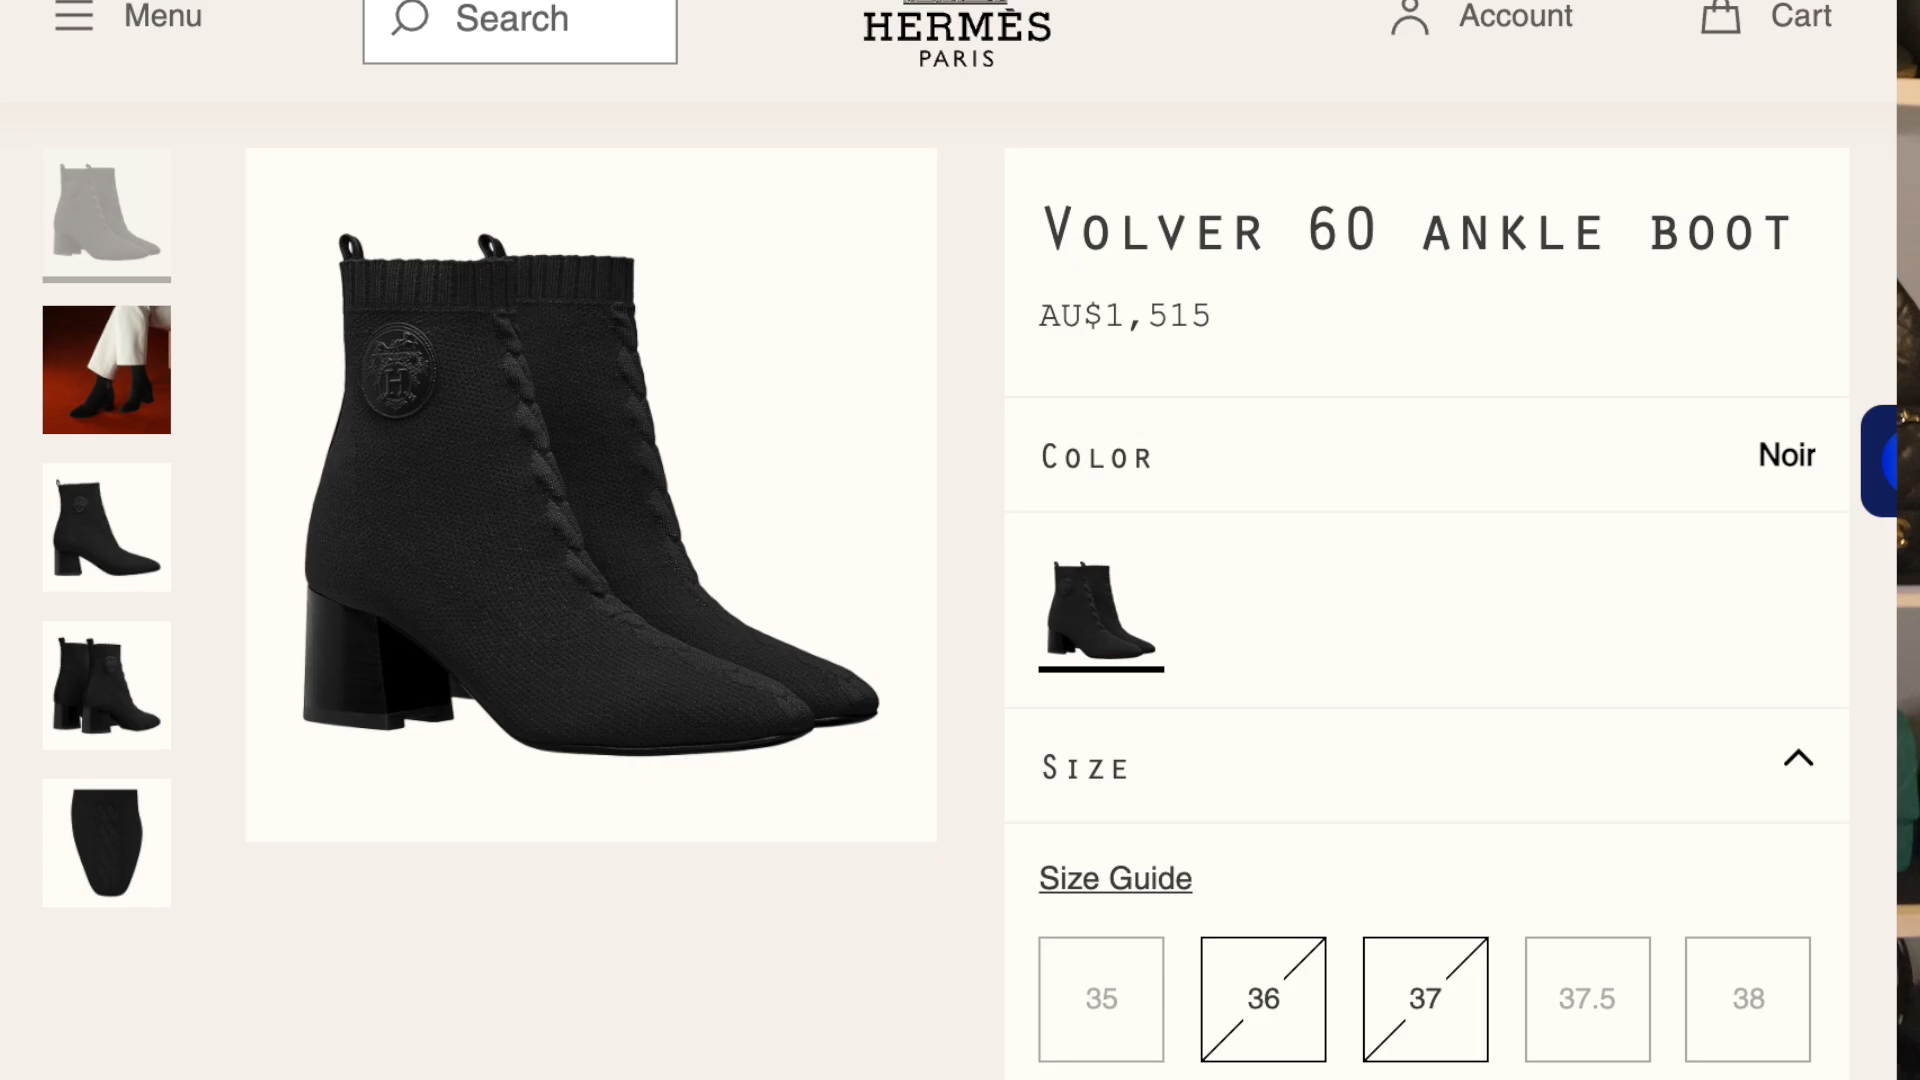 Menu
Search
HERMÈS
PARIS
Account
Cart
Volver 60 ankle boot
AU$1,515
Color
Noir
Size
Size Guide
35
36
37
37.5
38
H